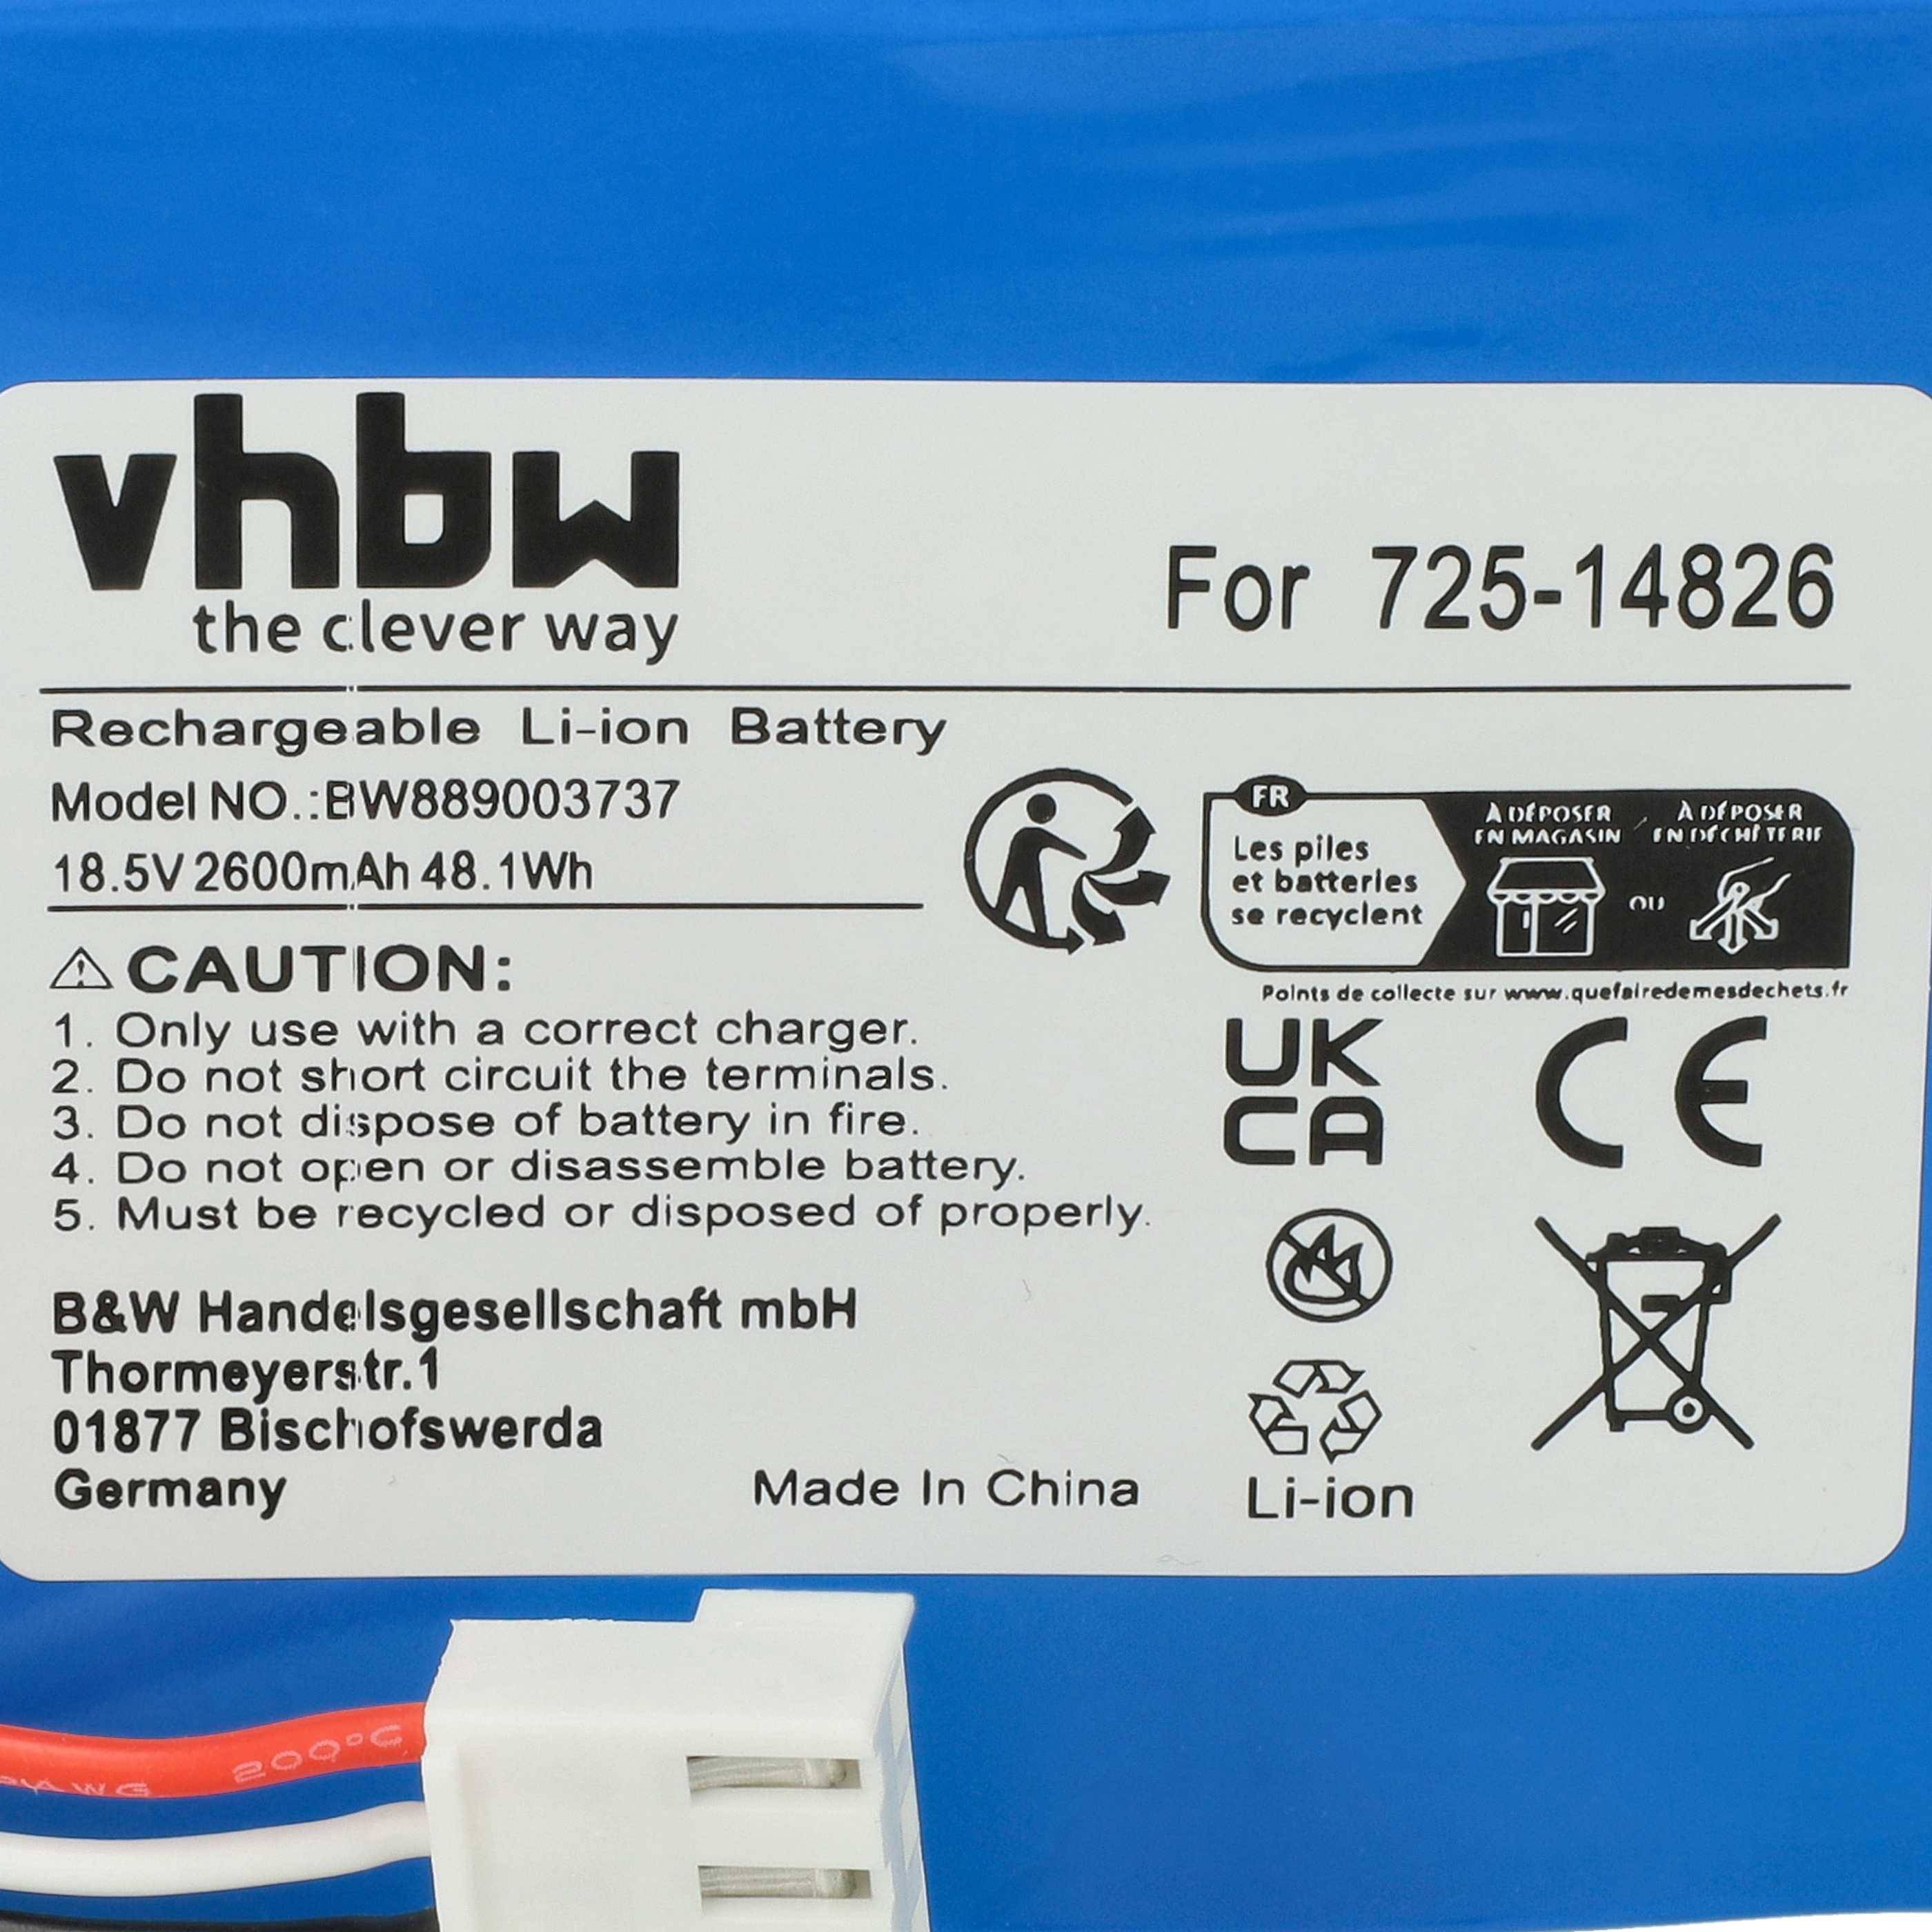 vhbw
the clever way
For 725-14826
Rechargeable Li-ion Battery
Model NO.:BW889003737
18.5V 2600mAh 48.1Wh
FR
Les piles
et batteries
se recyclent
À DÉPOSER
EN MAGASIN
OU
À DÉPOSER
EN DÉCHÈTERIE
Points de collecte sur www.quefairedemesdechets.fr
CAUTION:
1. Only use with a correct charger.
2. Do not short circuit the terminals.
3. Do not dispose of battery in fire.
4. Do not open or disassemble battery.
5. Must be recycled or disposed of properly.
UK
CA
CE
B&W Handelsgesellschaft mbH
Thormeyerstr.1
01877 Bischofswerda
Germany
Made In China
Li-ion
AWG 200°C